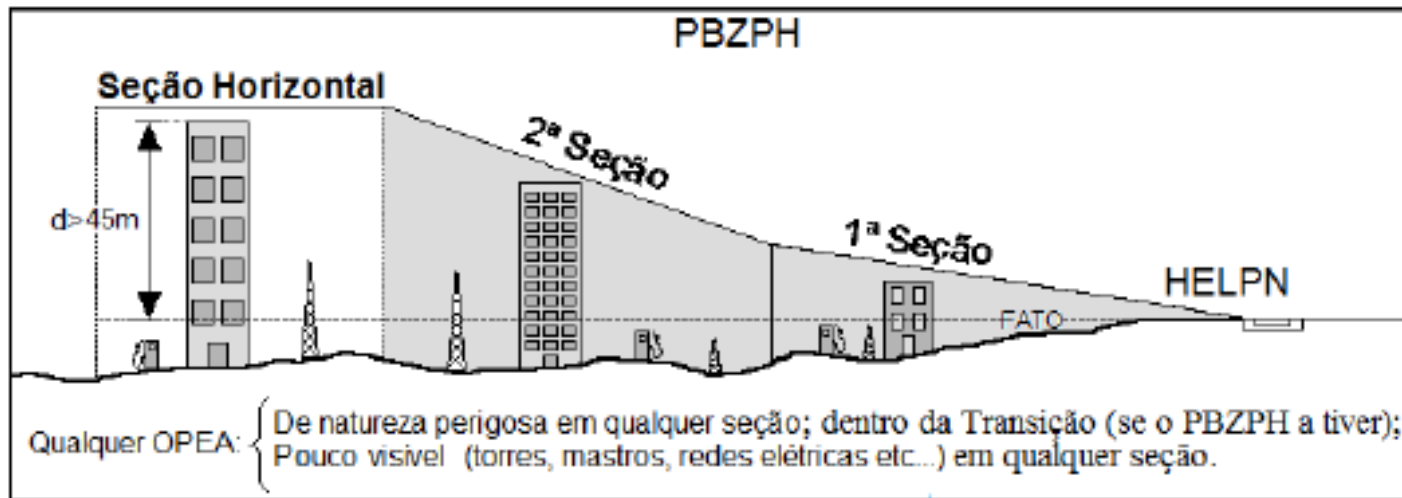 PBZPH
Seção Horizontal
2ª Seção
d>45m
1ª Seção
HELPN
FATO
Qualquer OPEA:
De natureza perigosa em qualquer seção; dentro da Transição (se o PBZPH a tiver);
Pouco visível (torres, mastros, redes elétricas etc...) em qualquer seção.